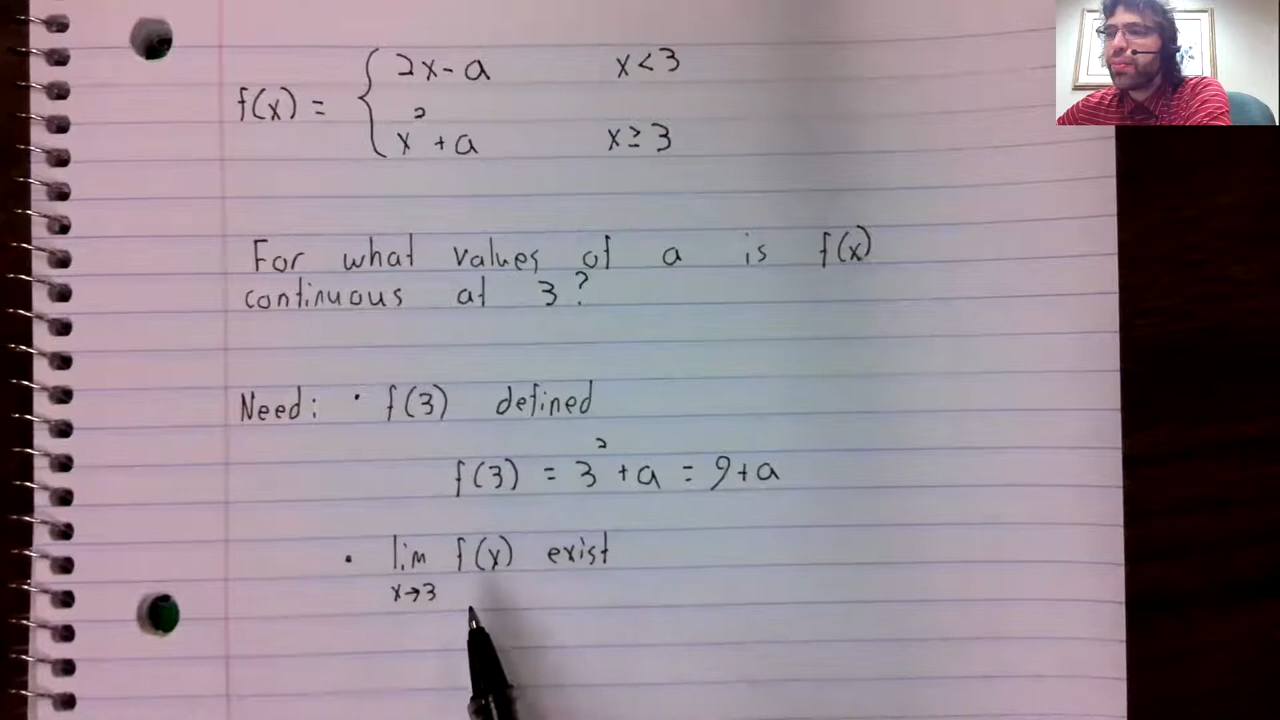 f(x) = { 2x - a x < 3
x² + a x ≥ 3
For what values of a is f(x)
continuous at 3?
Need: · f(3) defined
f(3) = 3² + a = 9 + a
· lim f(x) exist
x→3